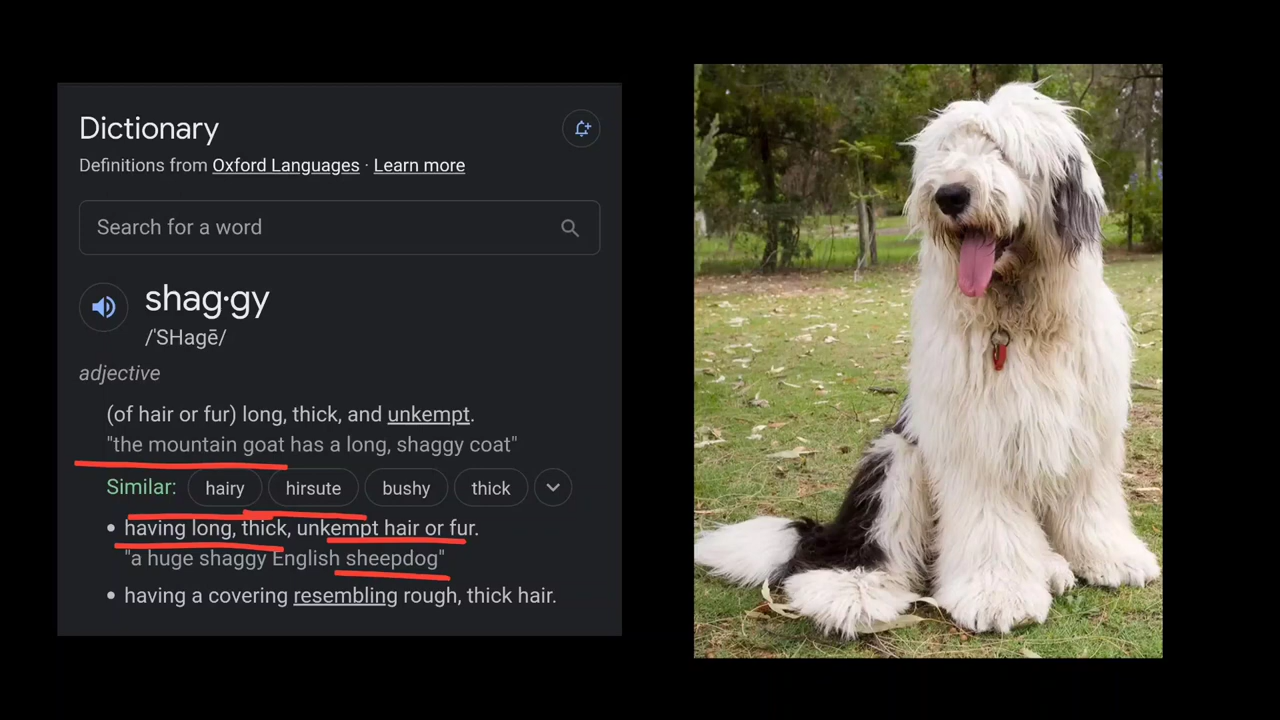 Dictionary
Definitions from Oxford Languages · Learn more
Search for a word
shag·gy
/ˈSHagē/
adjective
(of hair or fur) long, thick, and unkempt.
"the mountain goat has a long, shaggy coat"
Similar: hairy hirsute bushy thick
• having long, thick, unkempt hair or fur.
"a huge shaggy English sheepdog"
• having a covering resembling rough, thick hair.